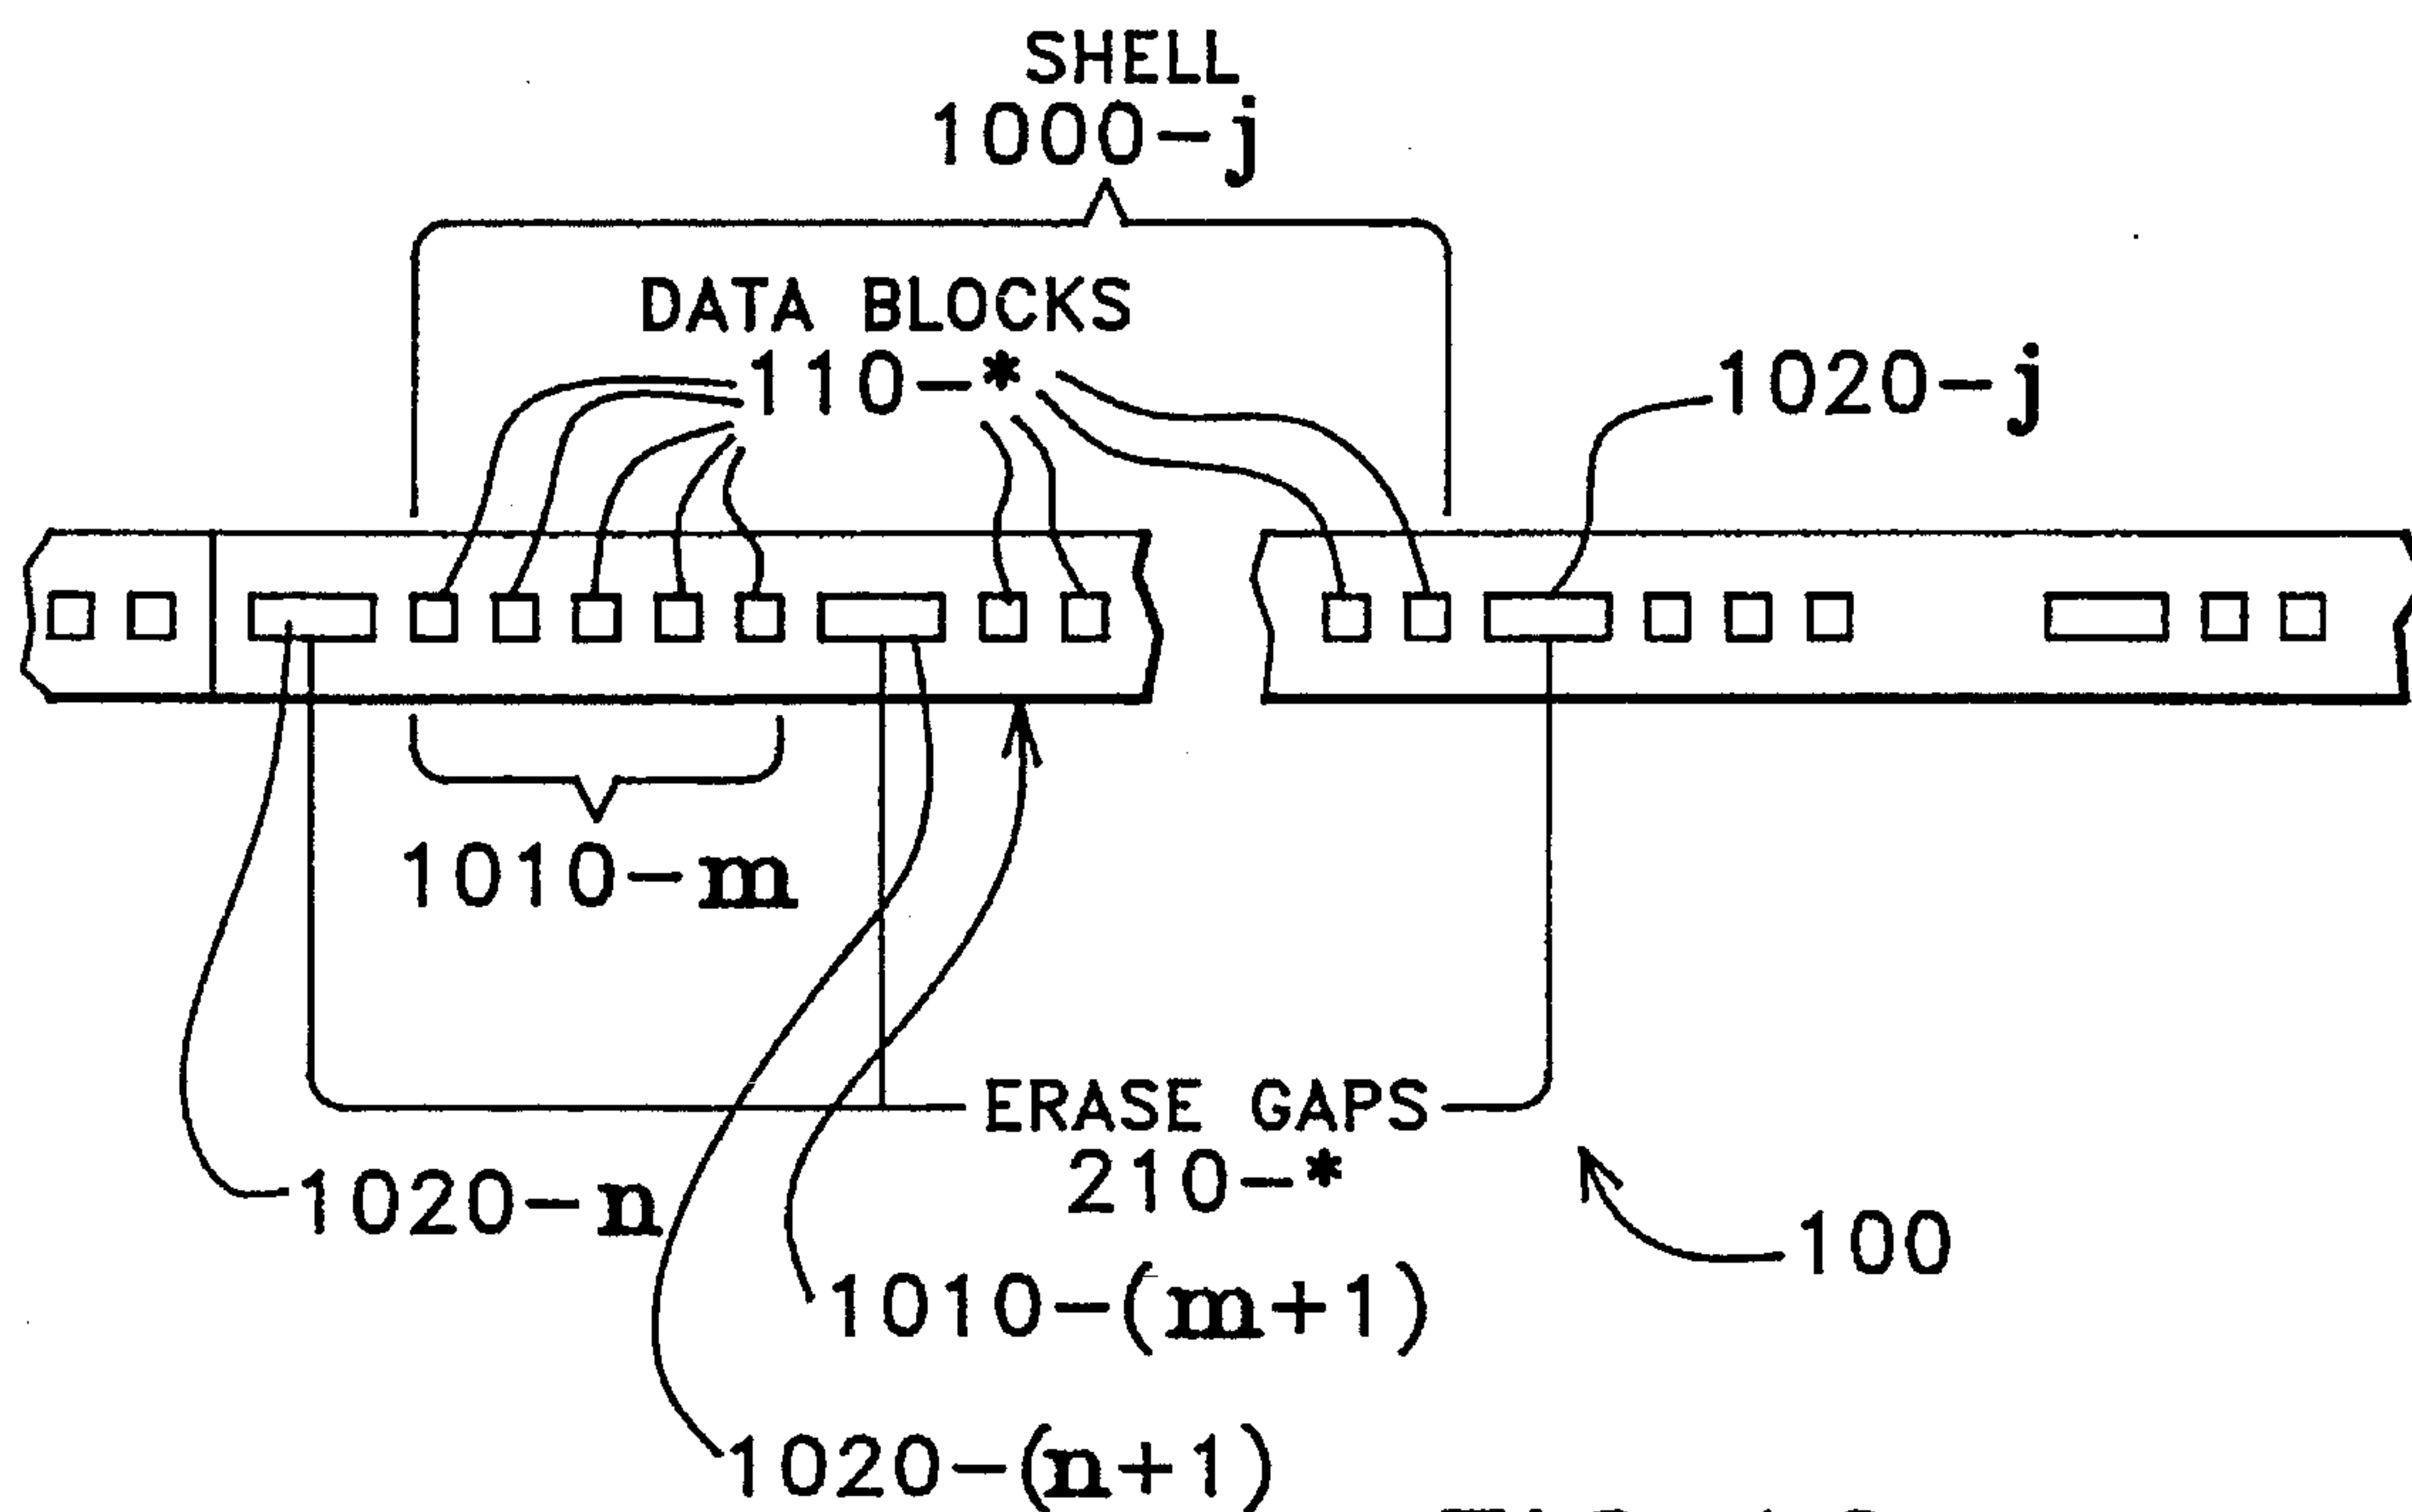 SHELL
1000-j
DATA BLOCKS
110-*
1020-j
1010-m
ERASE GAPS
210-*
1020-n
100
1010-(m+1)
1020-(n+1)